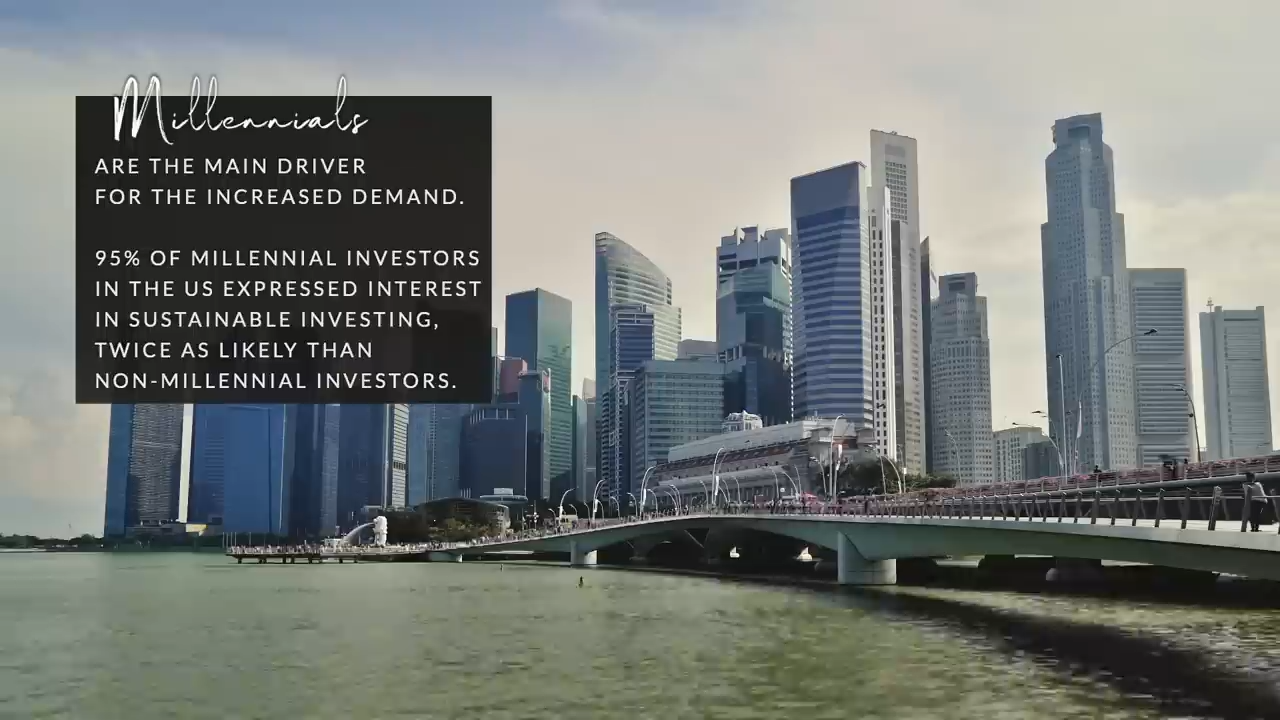 Millennials
ARE THE MAIN DRIVER
FOR THE INCREASED DEMAND.
95% OF MILLENNIAL INVESTORS
IN THE US EXPRESSED INTEREST
IN SUSTAINABLE INVESTING,
TWICE AS LIKELY THAN
NON-MILLENNIAL INVESTORS.